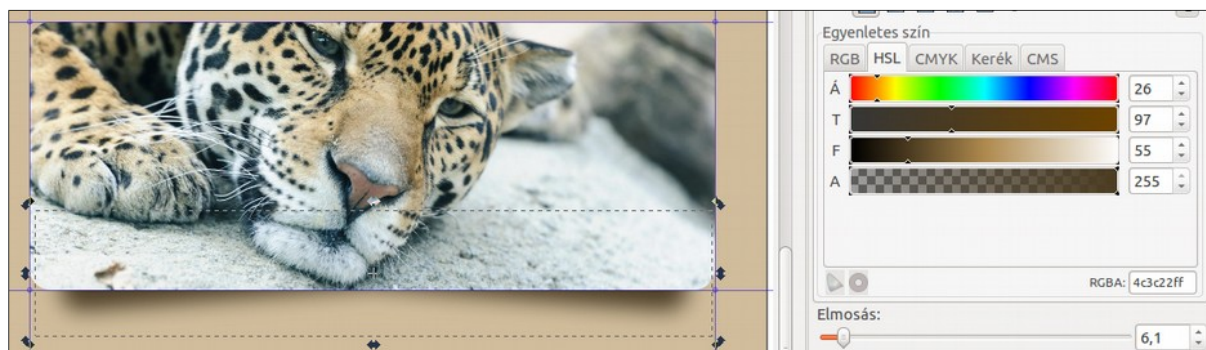 Egyenletes szín
RGB HSL CMYK Kerék CMS
Á 26
T 97
F 55
A 255
RGBA: 4c3c22ff
Elmosás:
6,1